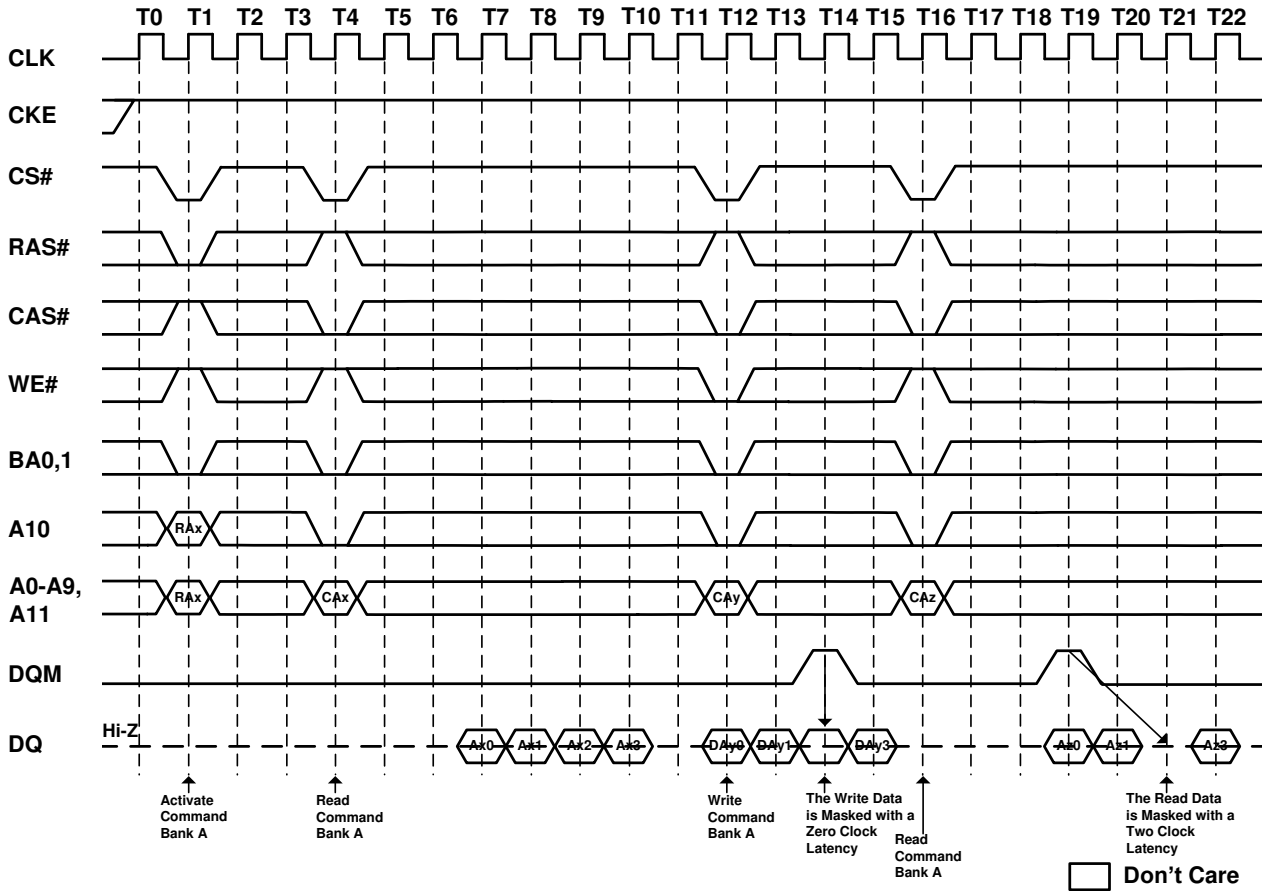 T0 T1 T2 T3 T4 T5 T6 T7 T8 T9 T10 T11 T12 T13 T14 T15 T16 T17 T18 T19 T20 T21 T22
CLK
CKE
CS#
RAS#
CAS#
WE#
BA0,1
A10
RAx
A0-A9,
A11
RAx CAx CAy CAz
DQM
Hi-Z
DQ
Ax0 Ax1 Ax2 Ax3 DAy0 DAy1 DAy3 Az0 Az1 Az3
Activate
Command
Bank A
Read
Command
Bank A
Write
Command
Bank A
The Write Data
is Masked with a
Zero Clock
Latency
Read
Command
Bank A
The Read Data
is Masked with a
Two Clock
Latency
Don't Care